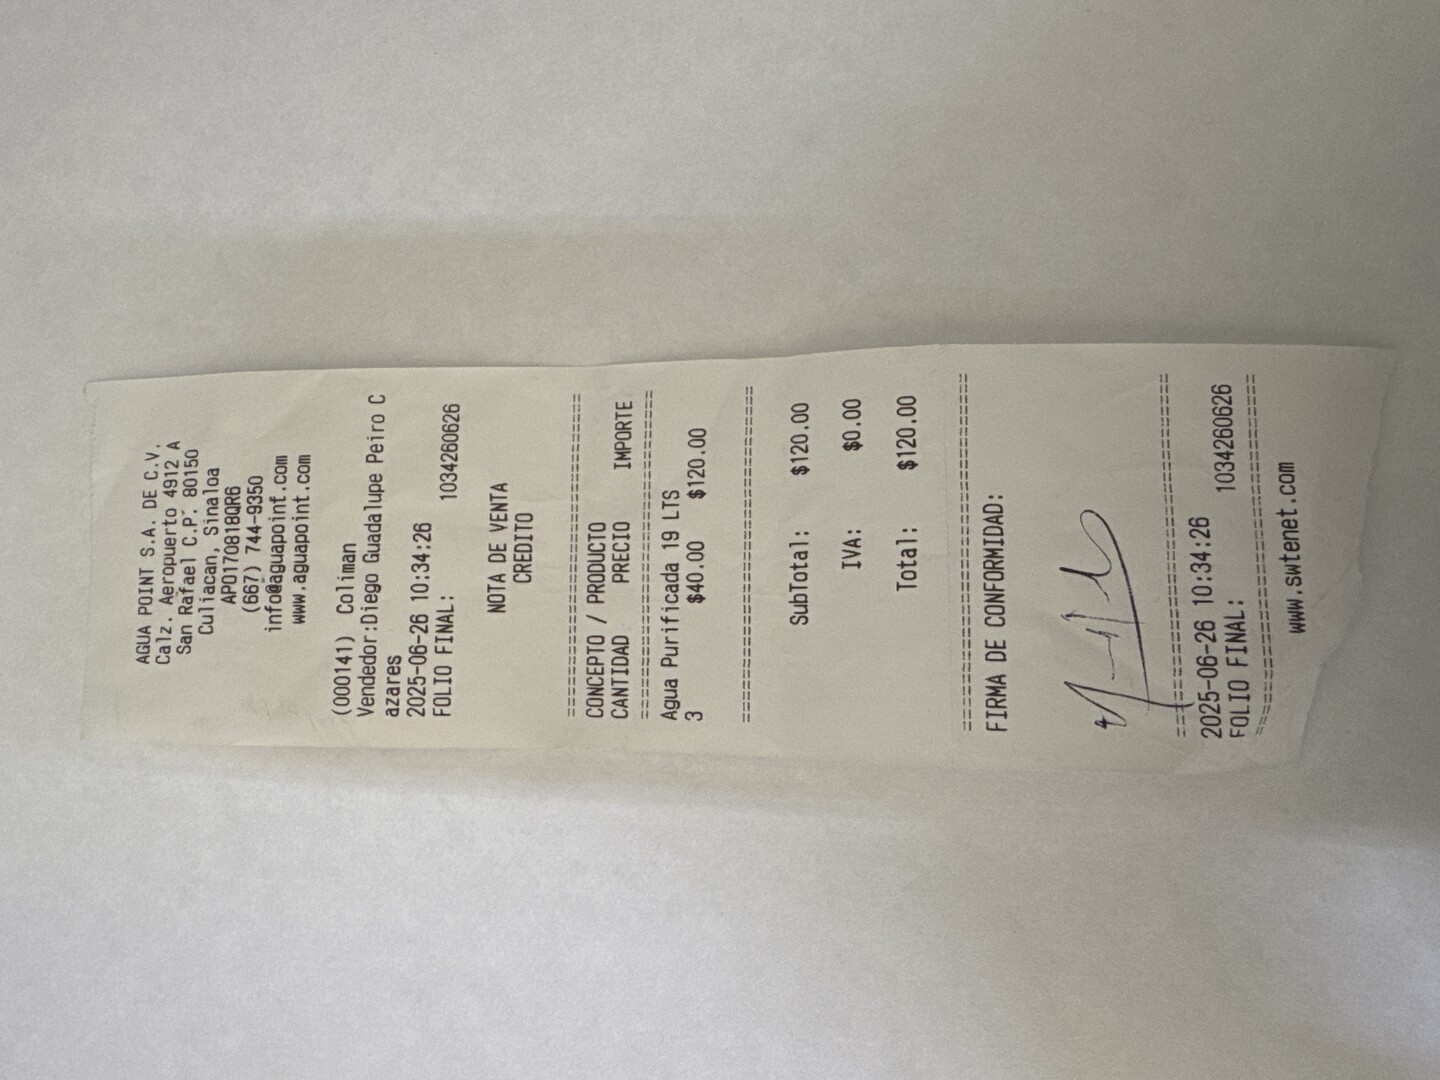 AGUA POINT S.A. DE C.V.
Calz. Aeropuerto 4912 A
San Rafael C.P. 80150
Culiacan, Sinaloa
APO170818QR6
(667) 744-9350
info@aguapoint.com
www.aguapoint.com
(000141) Coliman
Vendedor:Diego Guadalupe Peiro C
azares
2025-06-26 10:34:26
FOLIO FINAL: 1034260626
NOTA DE VENTA
CREDITO
================================
CONCEPTO / PRODUCTO
CANTIDAD PRECIO IMPORTE
================================
Agua Purificada 19 LTS
3 $40.00 $120.00
================================
SubTotal: $120.00
IVA: $0.00
Total: $120.00
================================
FIRMA DE CONFORMIDAD:
================================
2025-06-26 10:34:26
FOLIO FINAL: 1034260626
================================
www.swtenet.com